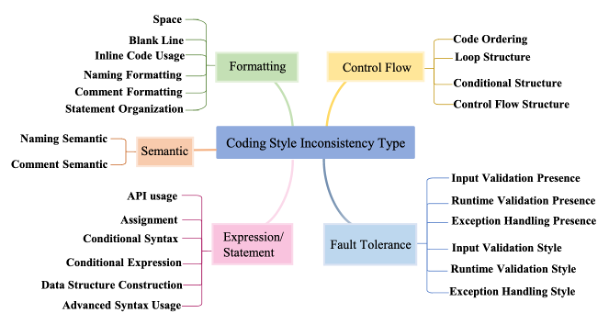 Coding Style Inconsistency Type
Formatting
Space
Blank Line
Inline Code Usage
Naming Formatting
Comment Formatting
Statement Organization
Semantic
Naming Semantic
Comment Semantic
Expression/
Statement
API usage
Assignment
Conditional Syntax
Conditional Expression
Data Structure Construction
Advanced Syntax Usage
Control Flow
Code Ordering
Loop Structure
Conditional Structure
Control Flow Structure
Fault Tolerance
Input Validation Presence
Runtime Validation Presence
Exception Handling Presence
Input Validation Style
Runtime Validation Style
Exception Handling Style